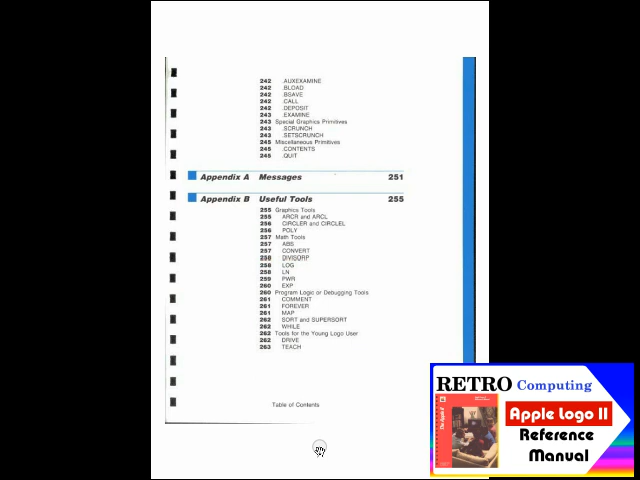 242 .AUXEXAMINE
242 .BLOAD
242 .BSAVE
242 .CALL
242 .DEPOSIT
243 .EXAMINE
243 Special Graphics Primitives
243 .SCRUNCH
243 .SETSCRUNCH
245 Miscellaneous Primitives
245 .CONTENTS
245 .QUIT
Appendix A Messages 251
Appendix B Useful Tools 255
255 Graphics Tools
255 ARCR and ARCL
256 CIRCLER and CIRCLEL
256 POLY
257 Math Tools
257 ABS
257 CONVERT
258 DIVISORP
258 LOG
258 LN
259 PWR
260 EXP
260 Program Logic or Debugging Tools
261 COMMENT
261 FOREVER
261 MAP
262 SORT and SUPERSORT
262 WHILE
262 Tools for the Young Logo User
262 DRIVE
263 TEACH
Table of Contents
RETRO Computing
Apple Logo II
Reference
Manual